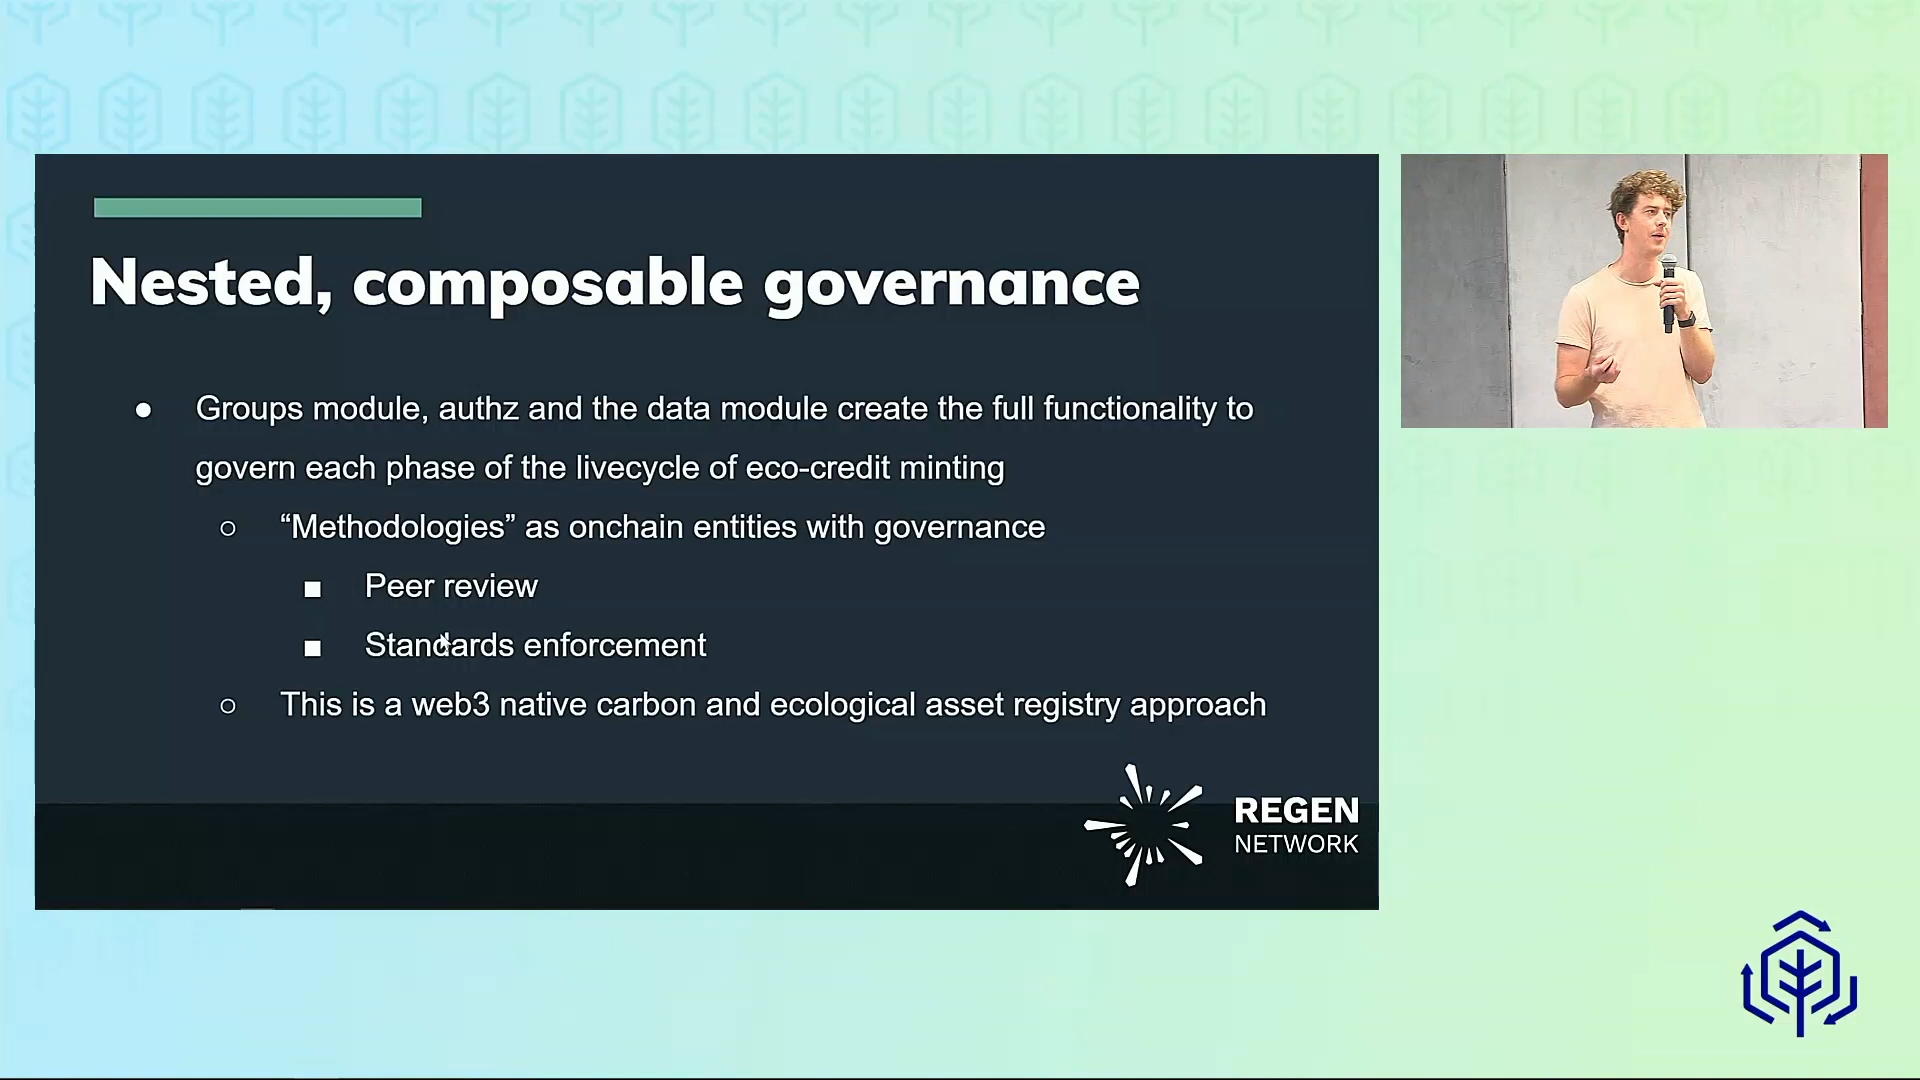 Nested, composable governance
● Groups module, authz and the data module create the full functionality to
govern each phase of the livecycle of eco-credit minting
○ “Methodologies” as onchain entities with governance
■ Peer review
■ Standards enforcement
○ This is a web3 native carbon and ecological asset registry approach
REGEN
NETWORK